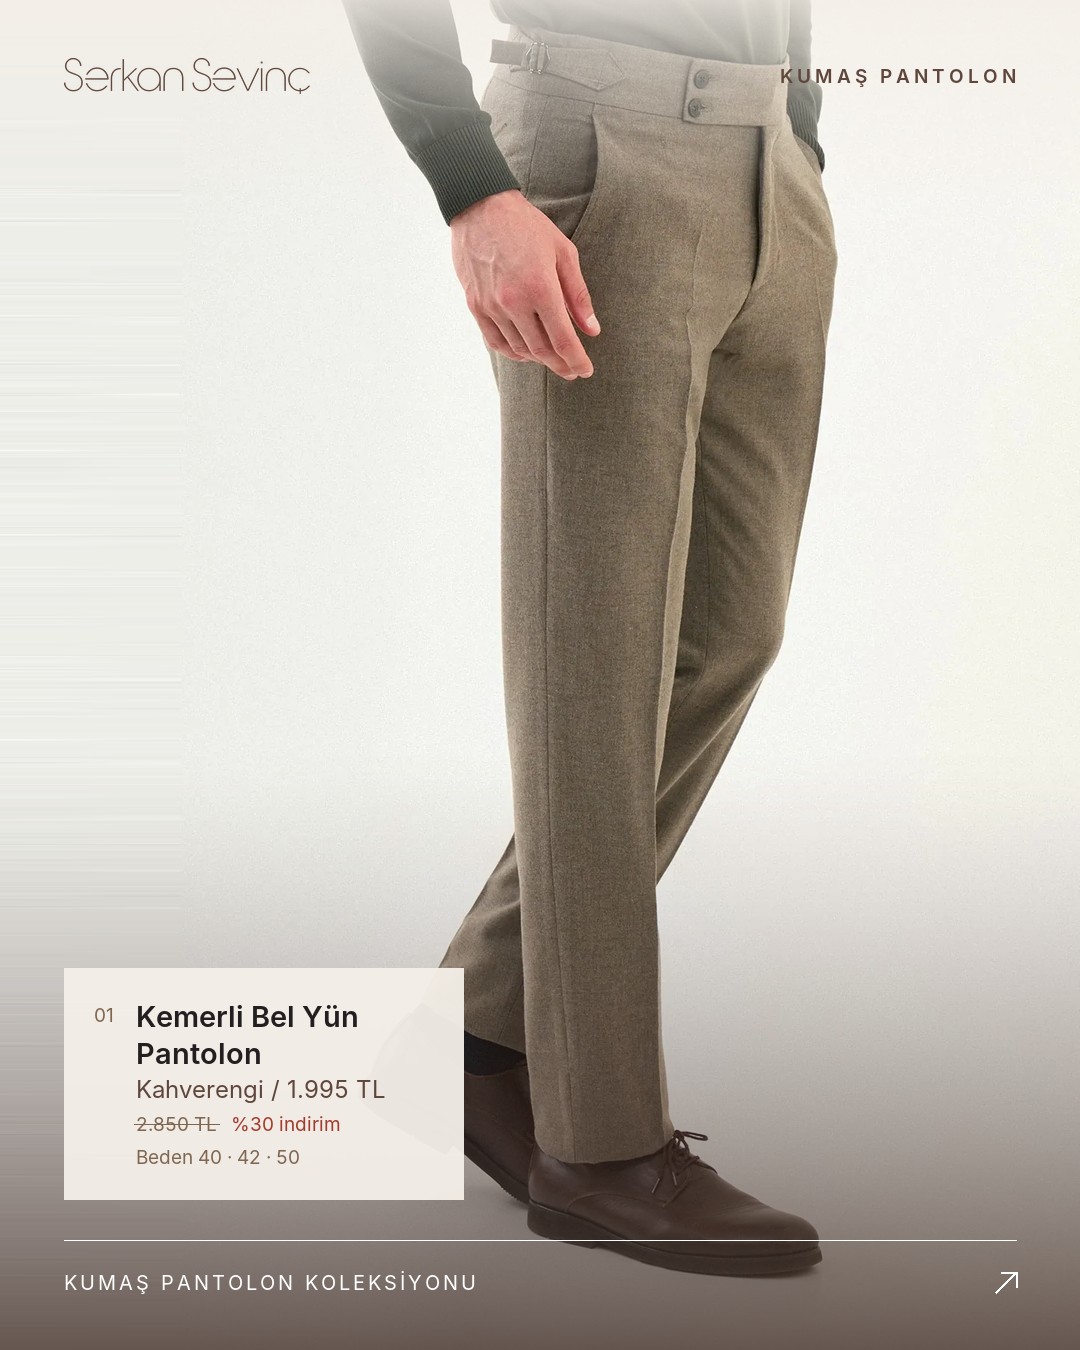 Serkan Sevinç
KUMAŞ PANTOLON
01
Kemerli Bel Yün
Pantolon
Kahverengi / 1.995 TL
2.850 TL %30 indirim
Beden 40 · 42 · 50
KUMAŞ PANTOLON KOLEKSİYONU